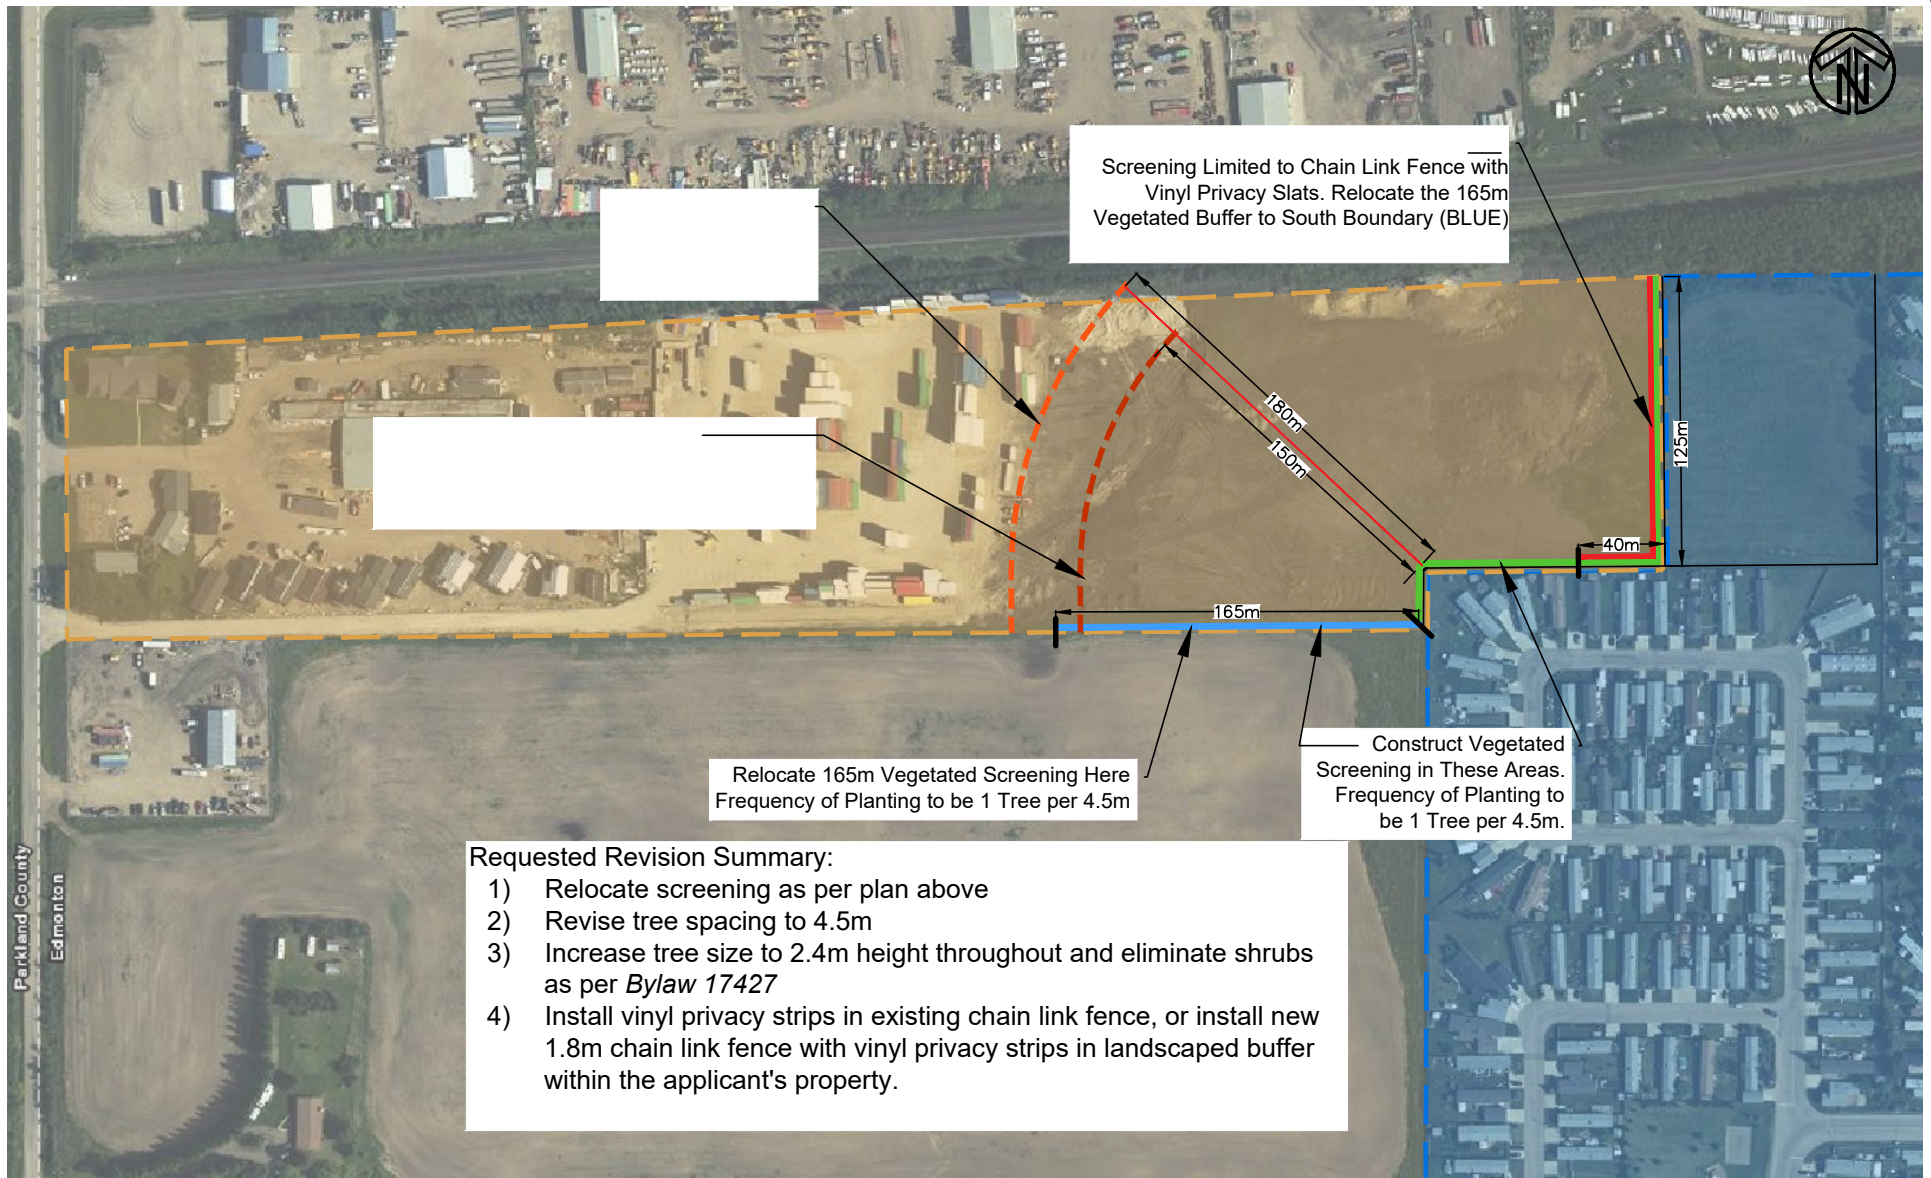 N
Screening Limited to Chain Link Fence with
Vinyl Privacy Slats. Relocate the 165m
Vegetated Buffer to South Boundary (BLUE)
180m
150m
125m
40m
165m
Relocate 165m Vegetated Screening Here
Frequency of Planting to be 1 Tree per 4.5m
Construct Vegetated
Screening in These Areas.
Frequency of Planting to
be 1 Tree per 4.5m.
Parkland County
Edmonton
Requested Revision Summary:
1) Relocate screening as per plan above
2) Revise tree spacing to 4.5m
3) Increase tree size to 2.4m height throughout and eliminate shrubs
as per Bylaw 17427
4) Install vinyl privacy strips in existing chain link fence, or install new
1.8m chain link fence with vinyl privacy strips in landscaped buffer
within the applicant's property.